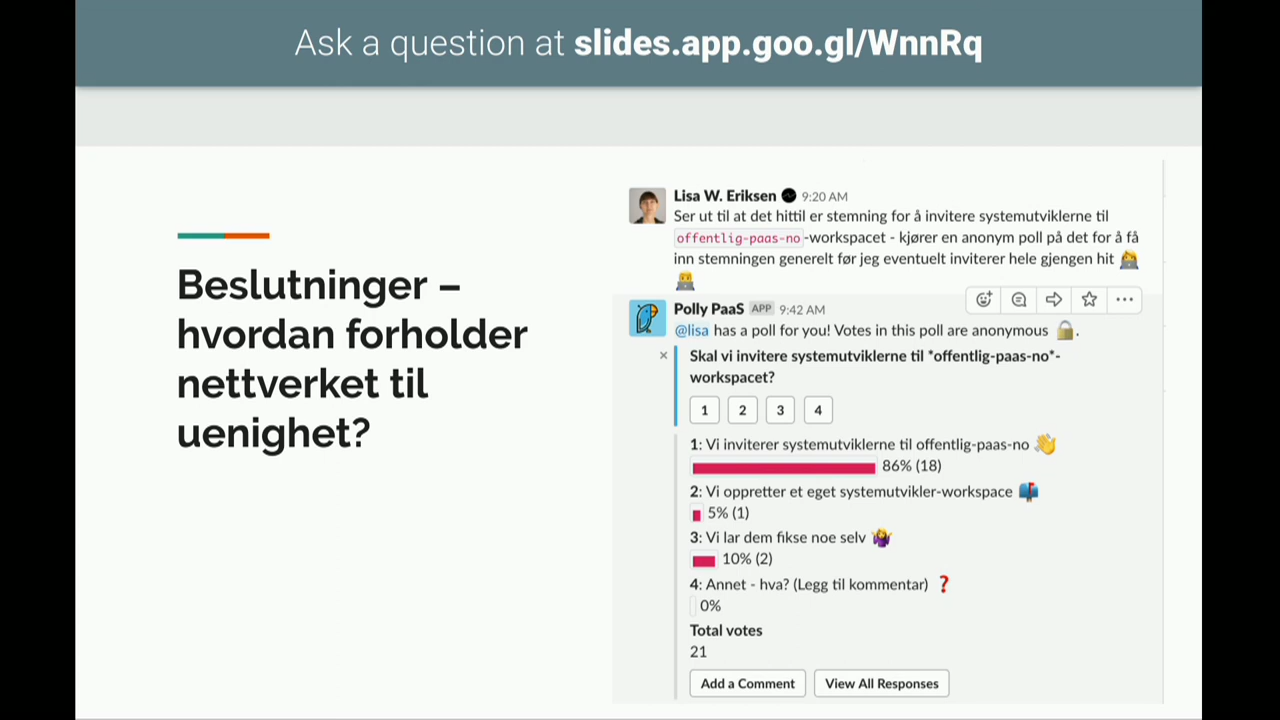 Ask a question at slides.app.goo.gl/WnnRq
Beslutninger –
hvordan forholder
nettverket til
uenighet?
Lisa W. Eriksen 9:20 AM
Ser ut til at det hittil er stemning for å invitere systemutviklerne til
offentlig-paas-no-workspacet - kjører en anonym poll på det for å få
inn stemningen generelt før jeg eventuelt inviterer hele gjengen hit
Polly PaaS APP 9:42 AM
@lisa has a poll for you! Votes in this poll are anonymous 🔒.
Skal vi invitere systemutviklerne til *offentlig-paas-no*-
workspacet?
1 2 3 4
1: Vi inviterer systemutviklerne til offentlig-paas-no 👋
86% (18)
2: Vi oppretter et eget systemutvikler-workspace 📫
5% (1)
3: Vi lar dem fikse noe selv 🤷‍♀️
10% (2)
4: Annet - hva? (Legg til kommentar) ❓
0%
Total votes
21
Add a Comment View All Responses